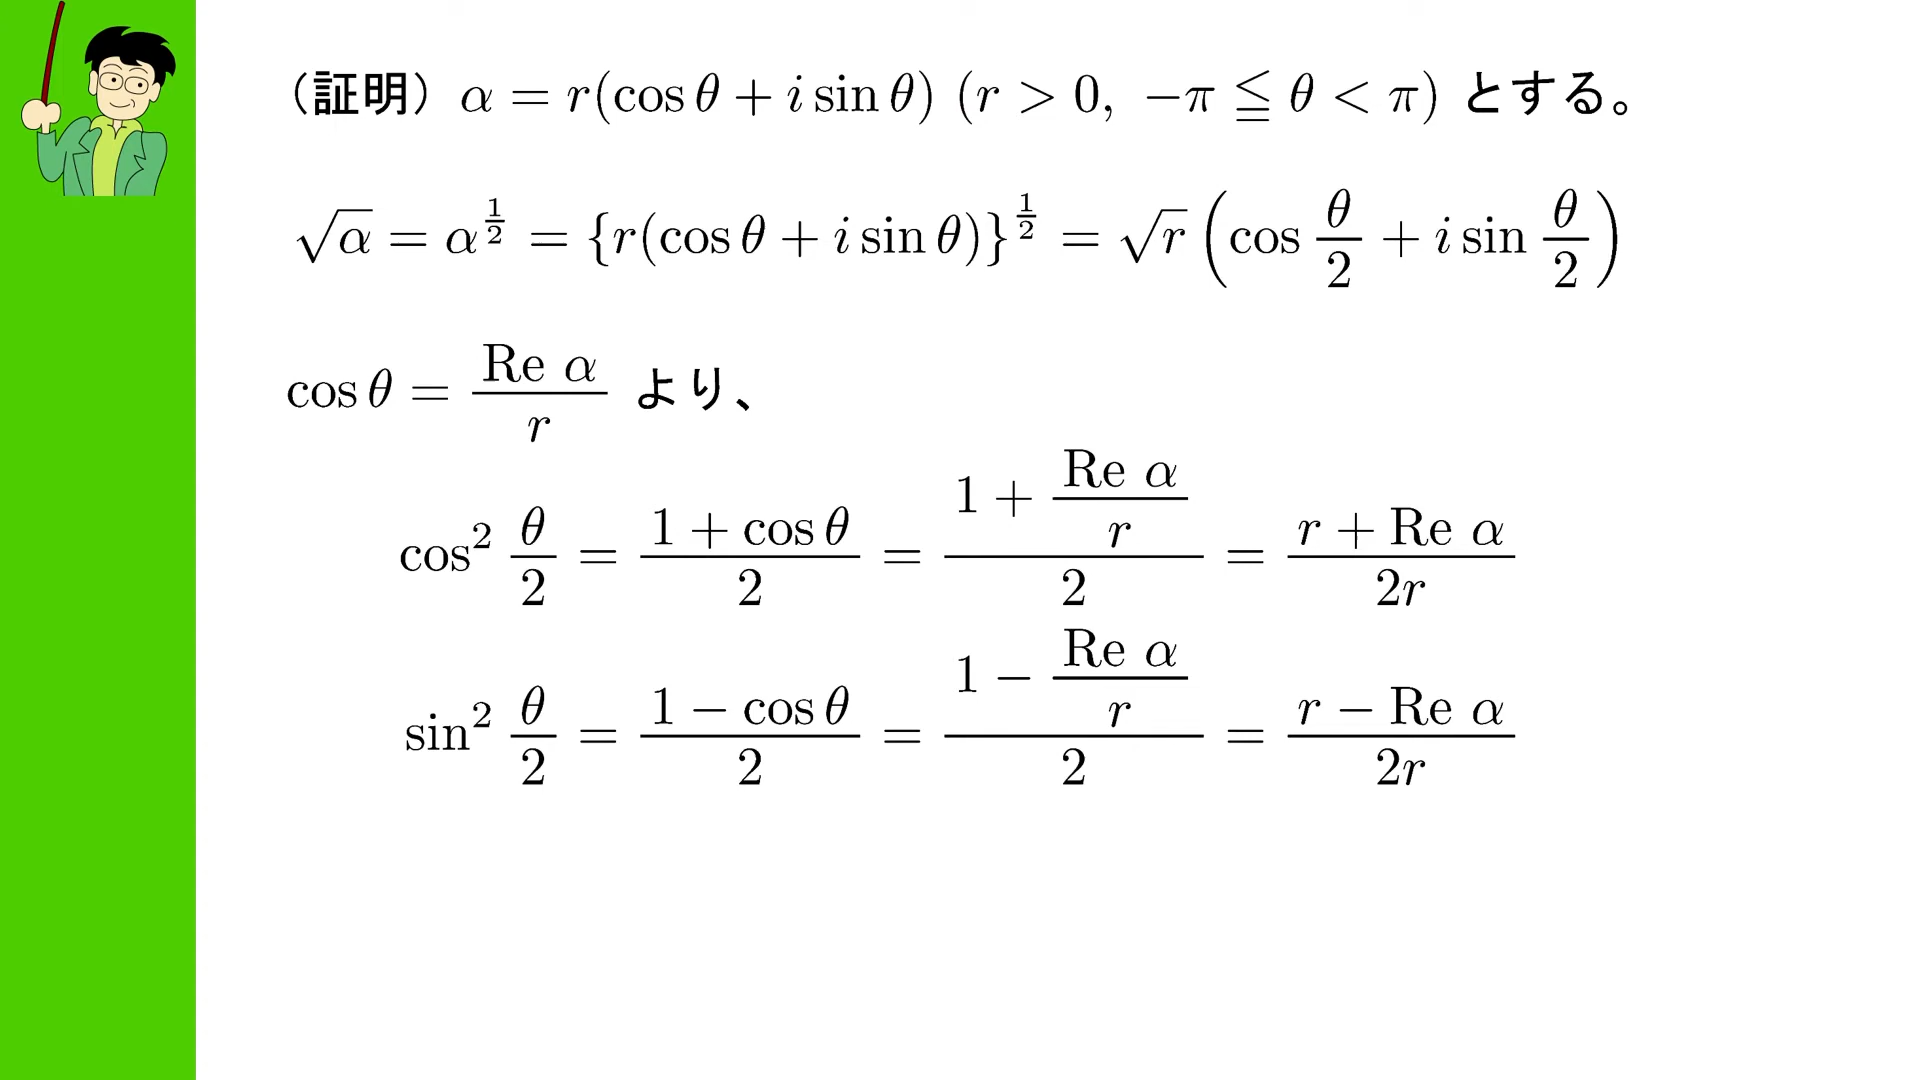 （証明）α = r(cos θ + i sin θ) (r > 0, −π ≦ θ < π) とする。
√α = α^{1/2} = {r(cos θ + i sin θ)}^{1/2} = √r (cos θ/2 + i sin θ/2)
cos θ = Re α / r より、
cos² θ/2 = (1 + cos θ)/2 = (1 + Re α / r)/2 = (r + Re α)/2r
sin² θ/2 = (1 − cos θ)/2 = (1 − Re α / r)/2 = (r − Re α)/2r